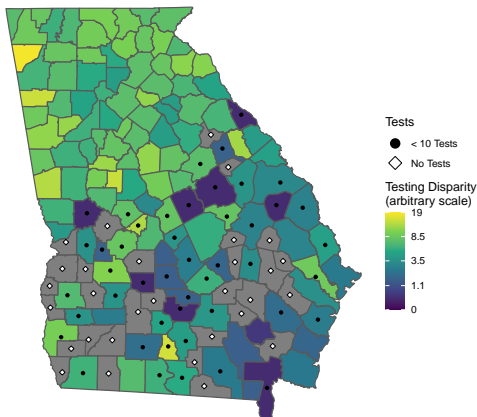 Tests
< 10 Tests
No Tests
Testing Disparity
(arbitrary scale)
19
8.5
3.5
1.1
0